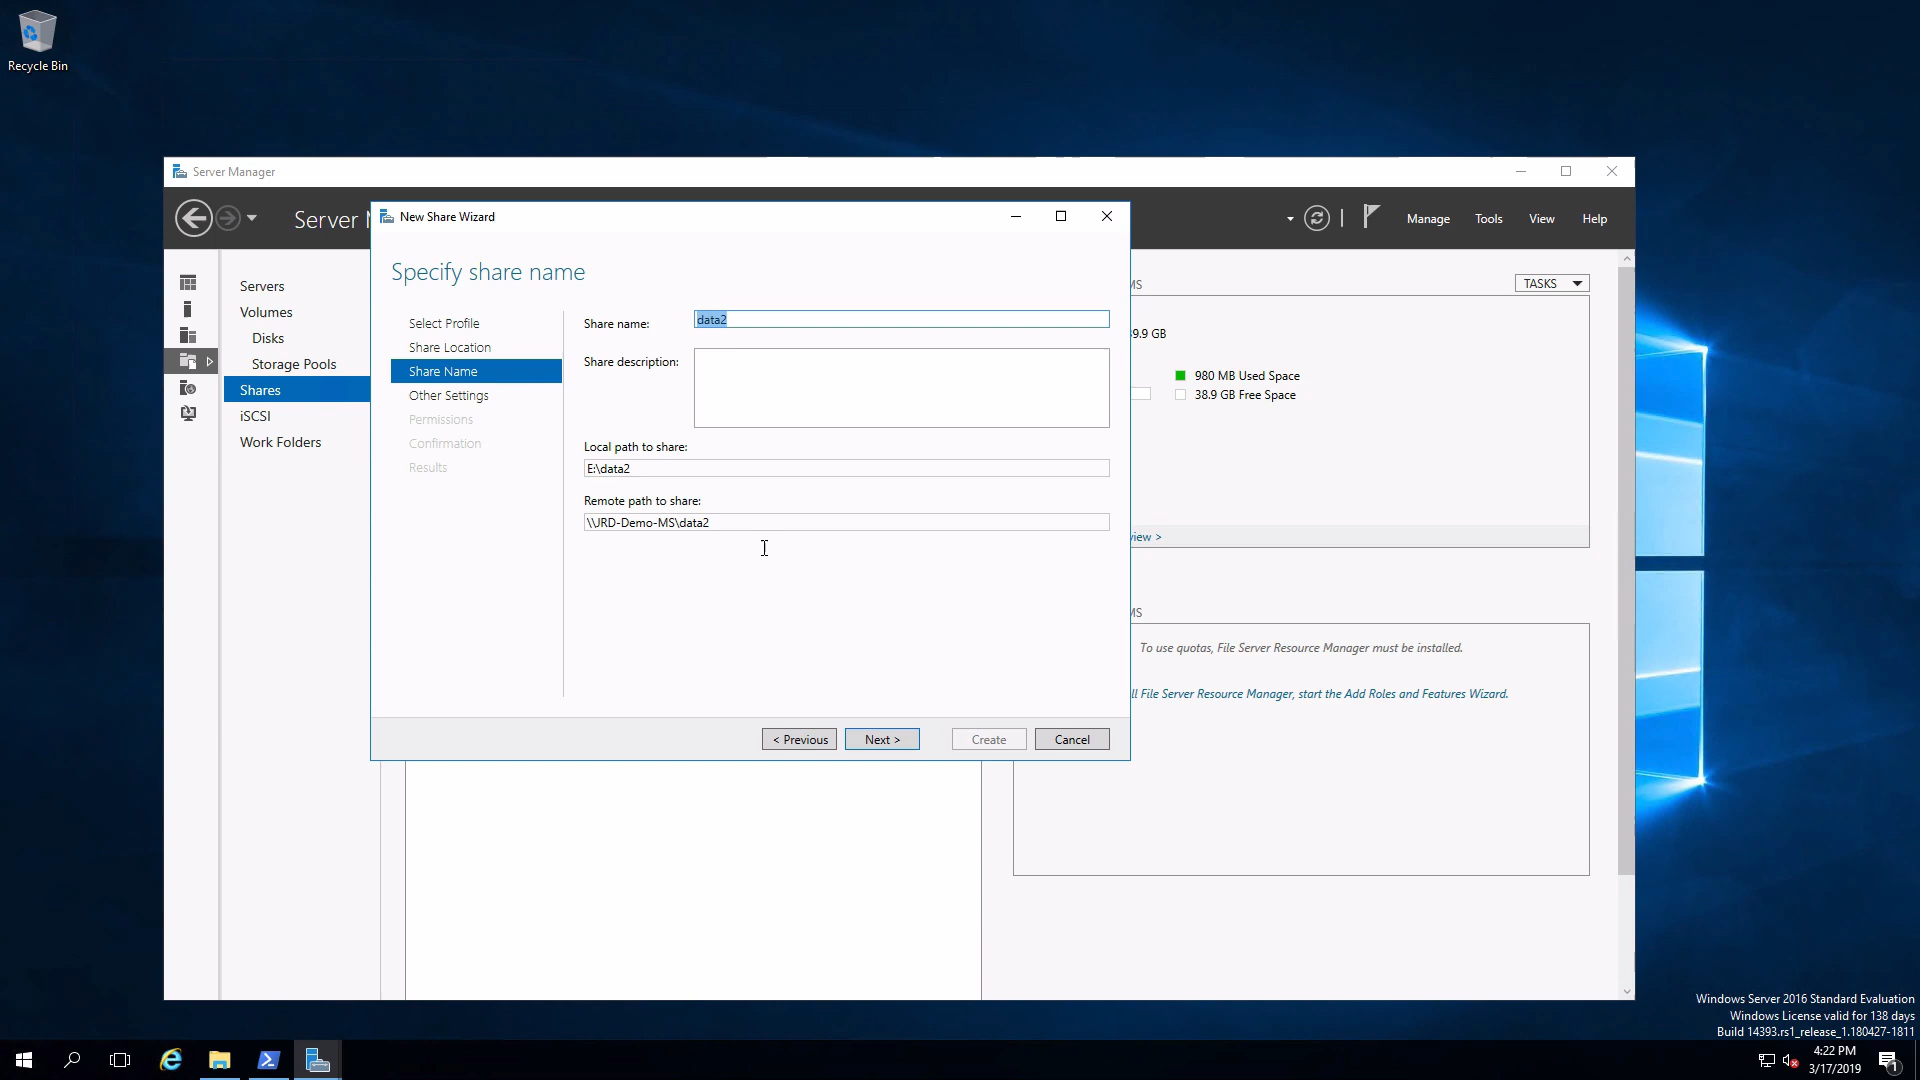 Recycle Bin
Server Manager
Server
Manage
Tools
View
Help
New Share Wizard
Specify share name
Select Profile
Share Location
Share Name
Other Settings
Permissions
Confirmation
Results
Share name:
data2
Share description:
Local path to share:
E:\data2
Remote path to share:
\\JRD-Demo-MS\data2
< Previous
Next >
Create
Cancel
Servers
Volumes
Disks
Storage Pools
Shares
iSCSI
Work Folders
MS
TASKS
9.9 GB
980 MB Used Space
38.9 GB Free Space
view >
MS
To use quotas, File Server Resource Manager must be installed.
ll File Server Resource Manager, start the Add Roles and Features Wizard.
Windows Server 2016 Standard Evaluation
Windows License valid for 138 days
Build 14393.rs1_release_1.180427-1811
4:22 PM
3/17/2019
1